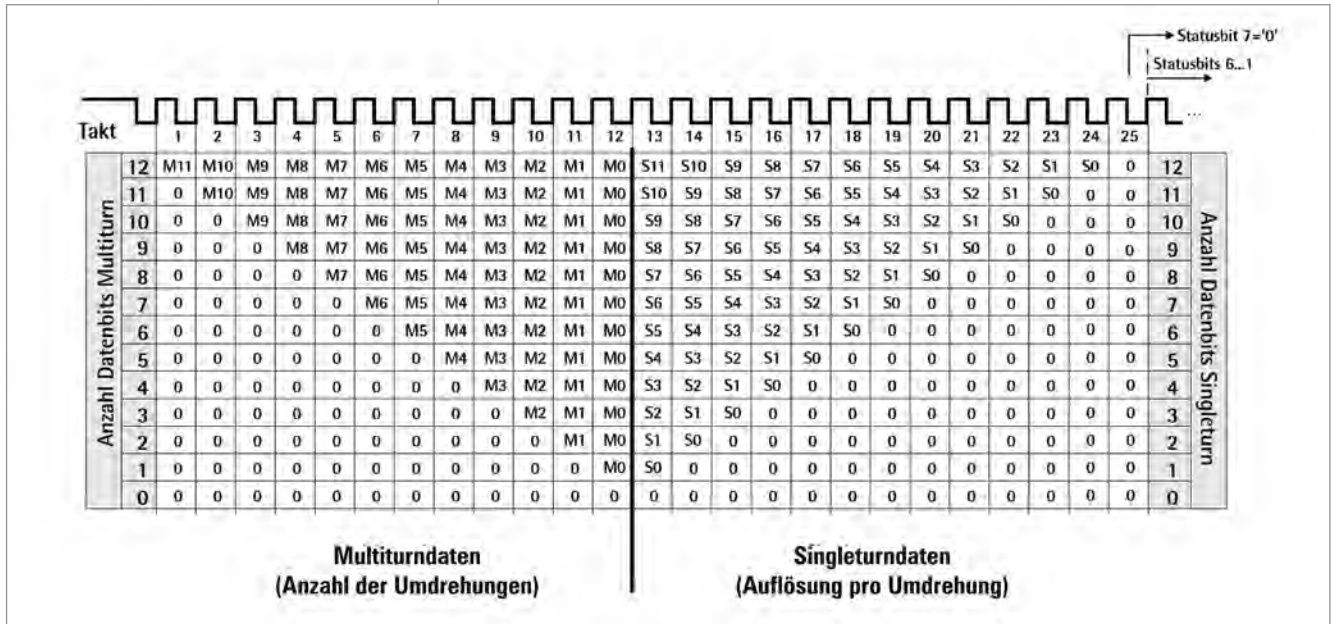 Statusbit 7='0'
Statusbits 6...1
...
Takt 1 2 3 4 5 6 7 8 9 10 11 12 13 14 15 16 17 18 19 20 21 22 23 24 25
Anzahl Datenbits Multiturn
12 M11 M10 M9 M8 M7 M6 M5 M4 M3 M2 M1 M0 S11 S10 S9 S8 S7 S6 S5 S4 S3 S2 S1 S0 0 12
11 0 M10 M9 M8 M7 M6 M5 M4 M3 M2 M1 M0 S10 S9 S8 S7 S6 S5 S4 S3 S2 S1 S0 0 0 11
10 0 0 M9 M8 M7 M6 M5 M4 M3 M2 M1 M0 S9 S8 S7 S6 S5 S4 S3 S2 S1 S0 0 0 0 10
9 0 0 0 M8 M7 M6 M5 M4 M3 M2 M1 M0 S8 S7 S6 S5 S4 S3 S2 S1 S0 0 0 0 0 9
8 0 0 0 0 M7 M6 M5 M4 M3 M2 M1 M0 S7 S6 S5 S4 S3 S2 S1 S0 0 0 0 0 0 8
7 0 0 0 0 0 M6 M5 M4 M3 M2 M1 M0 S6 S5 S4 S3 S2 S1 S0 0 0 0 0 0 0 7
6 0 0 0 0 0 0 M5 M4 M3 M2 M1 M0 S5 S4 S3 S2 S1 S0 0 0 0 0 0 0 0 6
5 0 0 0 0 0 0 0 M4 M3 M2 M1 M0 S4 S3 S2 S1 S0 0 0 0 0 0 0 0 0 5
4 0 0 0 0 0 0 0 0 M3 M2 M1 M0 S3 S2 S1 S0 0 0 0 0 0 0 0 0 0 4
3 0 0 0 0 0 0 0 0 0 M2 M1 M0 S2 S1 S0 0 0 0 0 0 0 0 0 0 0 3
2 0 0 0 0 0 0 0 0 0 0 M1 M0 S1 S0 0 0 0 0 0 0 0 0 0 0 0 2
1 0 0 0 0 0 0 0 0 0 0 0 M0 S0 0 0 0 0 0 0 0 0 0 0 0 0 1
0 0 0 0 0 0 0 0 0 0 0 0 0 0 0 0 0 0 0 0 0 0 0 0 0 0 0
Anzahl Datenbits Singleturn
Multiturndaten
(Anzahl der Umdrehungen)
Singleturndaten
(Auflösung pro Umdrehung)